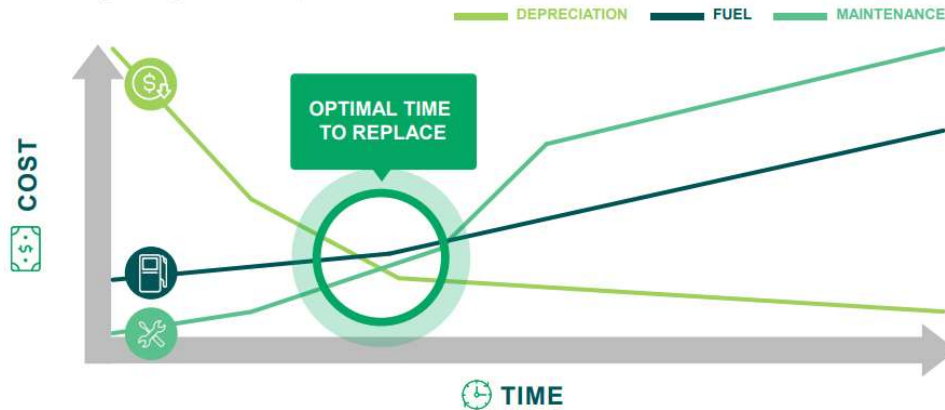 DEPRECIATION
FUEL
MAINTENANCE
$
OPTIMAL TIME
TO REPLACE
COST
$
TIME